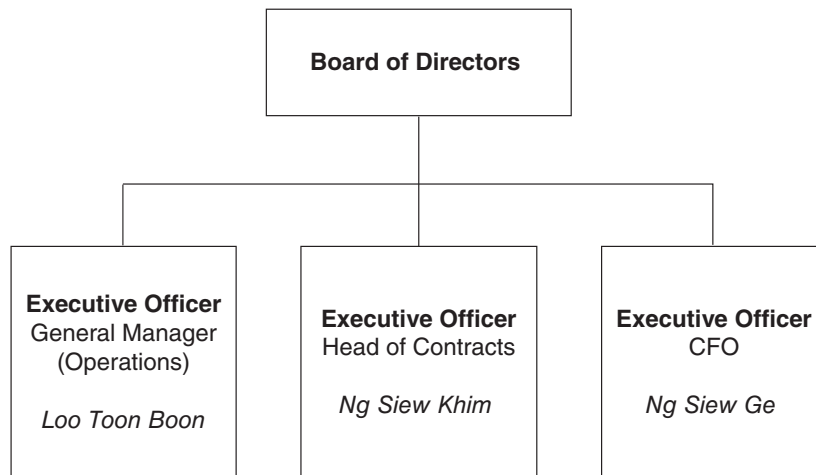 Board of Directors
Executive Officer
General Manager
(Operations)
Loo Toon Boon
Executive Officer
Head of Contracts
Ng Siew Khim
Executive Officer
CFO
Ng Siew Ge